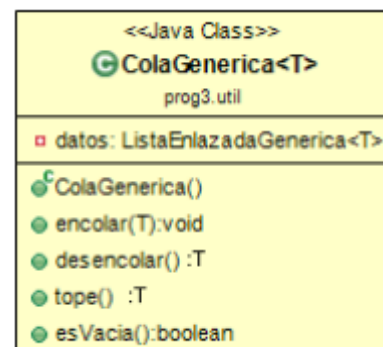 <<Java Class>>
ColaGenerica<T>
prog3.util
datos: ListaEnlazadaGenerica<T>
ColaGenerica()
encolar(T):void
desencolar() :T
tope() :T
esVacia():boolean